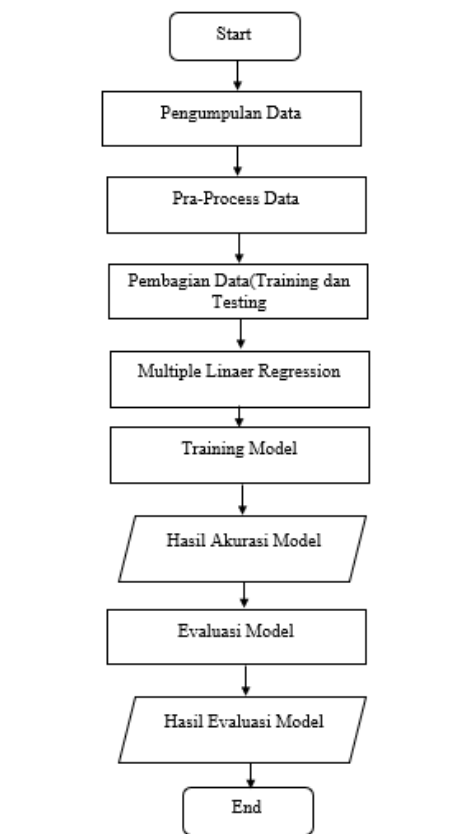 Start
Pengumpulan Data
Pra-Process Data
Pembagian Data(Training dan
Testing
Multiple Linaer Regression
Training Model
Hasil Akurasi Model
Evaluasi Model
Hasil Evaluasi Model
End